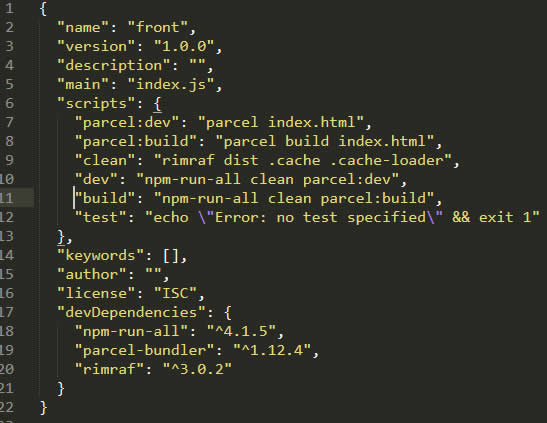 1 {
2   "name": "front",
3   "version": "1.0.0",
4   "description": "",
5   "main": "index.js",
6   "scripts": {
7     "parcel:dev": "parcel index.html",
8     "parcel:build": "parcel build index.html",
9     "clean": "rimraf dist .cache .cache-loader",
10     "dev": "npm-run-all clean parcel:dev",
11     "build": "npm-run-all clean parcel:build",
12     "test": "echo \"Error: no test specified\" && exit 1"
13   },
14   "keywords": [],
15   "author": "",
16   "license": "ISC",
17   "devDependencies": {
18     "npm-run-all": "^4.1.5",
19     "parcel-bundler": "^1.12.4",
20     "rimraf": "^3.0.2"
21   }
22 }